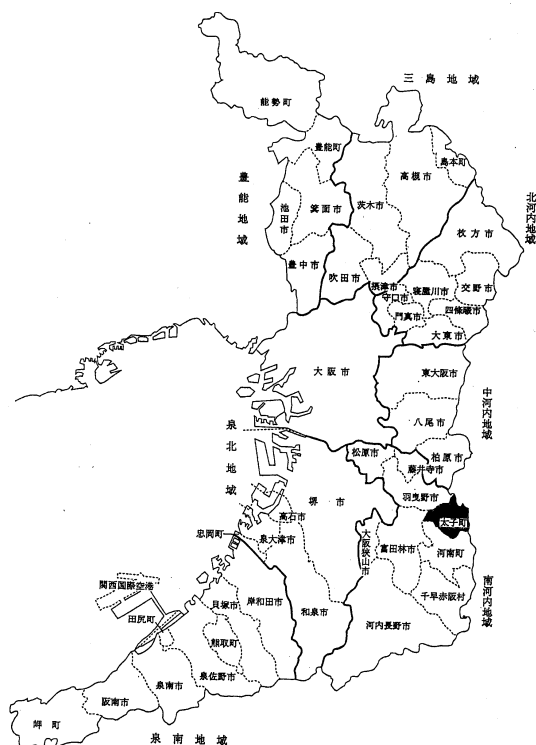 三島地域
能勢町
豊能町
島本町
高槻市
茨木市
豊能地域
箕面市
池田市
北河内地域
枚方市
豊中市
吹田市
摂津市
守口市
寝屋川市
交野市
門真市
四條畷市
大東市
大阪市
東大阪市
中河内地域
八尾市
泉北地域
松原市
柏原市
藤井寺市
羽曳野市
堺市
高石市
太子町
忠岡町
泉大津市
大阪狭山市
富田林市
河南町
関西国際空港
田尻町
貝塚市
岸和田市
和泉市
千早赤阪村
南河内地域
河内長野市
熊取町
泉佐野市
泉南市
阪南市
岬町
泉南地域